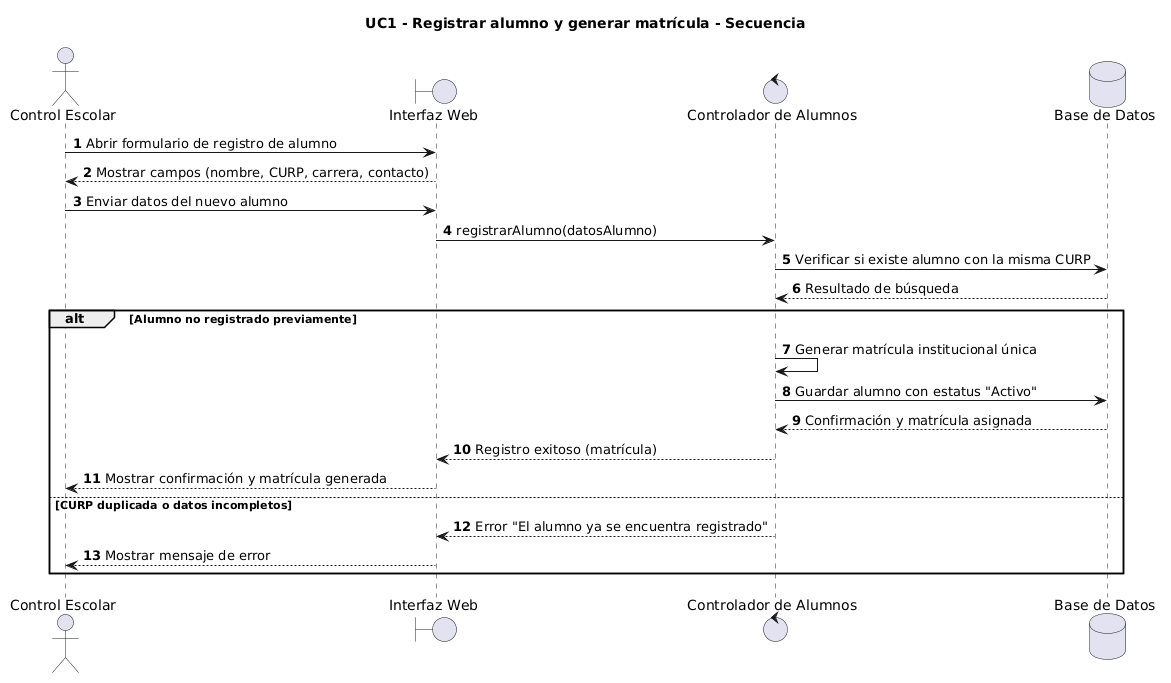 UC1 - Registrar alumno y generar matrícula - Secuencia
Control Escolar
Interfaz Web
Controlador de Alumnos
Base de Datos
1 Abrir formulario de registro de alumno
2 Mostrar campos (nombre, CURP, carrera, contacto)
3 Enviar datos del nuevo alumno
4 registrarAlumno(datosAlumno)
5 Verificar si existe alumno con la misma CURP
6 Resultado de búsqueda
alt [Alumno no registrado previamente]
7 Generar matrícula institucional única
8 Guardar alumno con estatus "Activo"
9 Confirmación y matrícula asignada
10 Registro exitoso (matrícula)
11 Mostrar confirmación y matrícula generada
[CURP duplicada o datos incompletos]
12 Error "El alumno ya se encuentra registrado"
13 Mostrar mensaje de error
Control Escolar
Interfaz Web
Controlador de Alumnos
Base de Datos